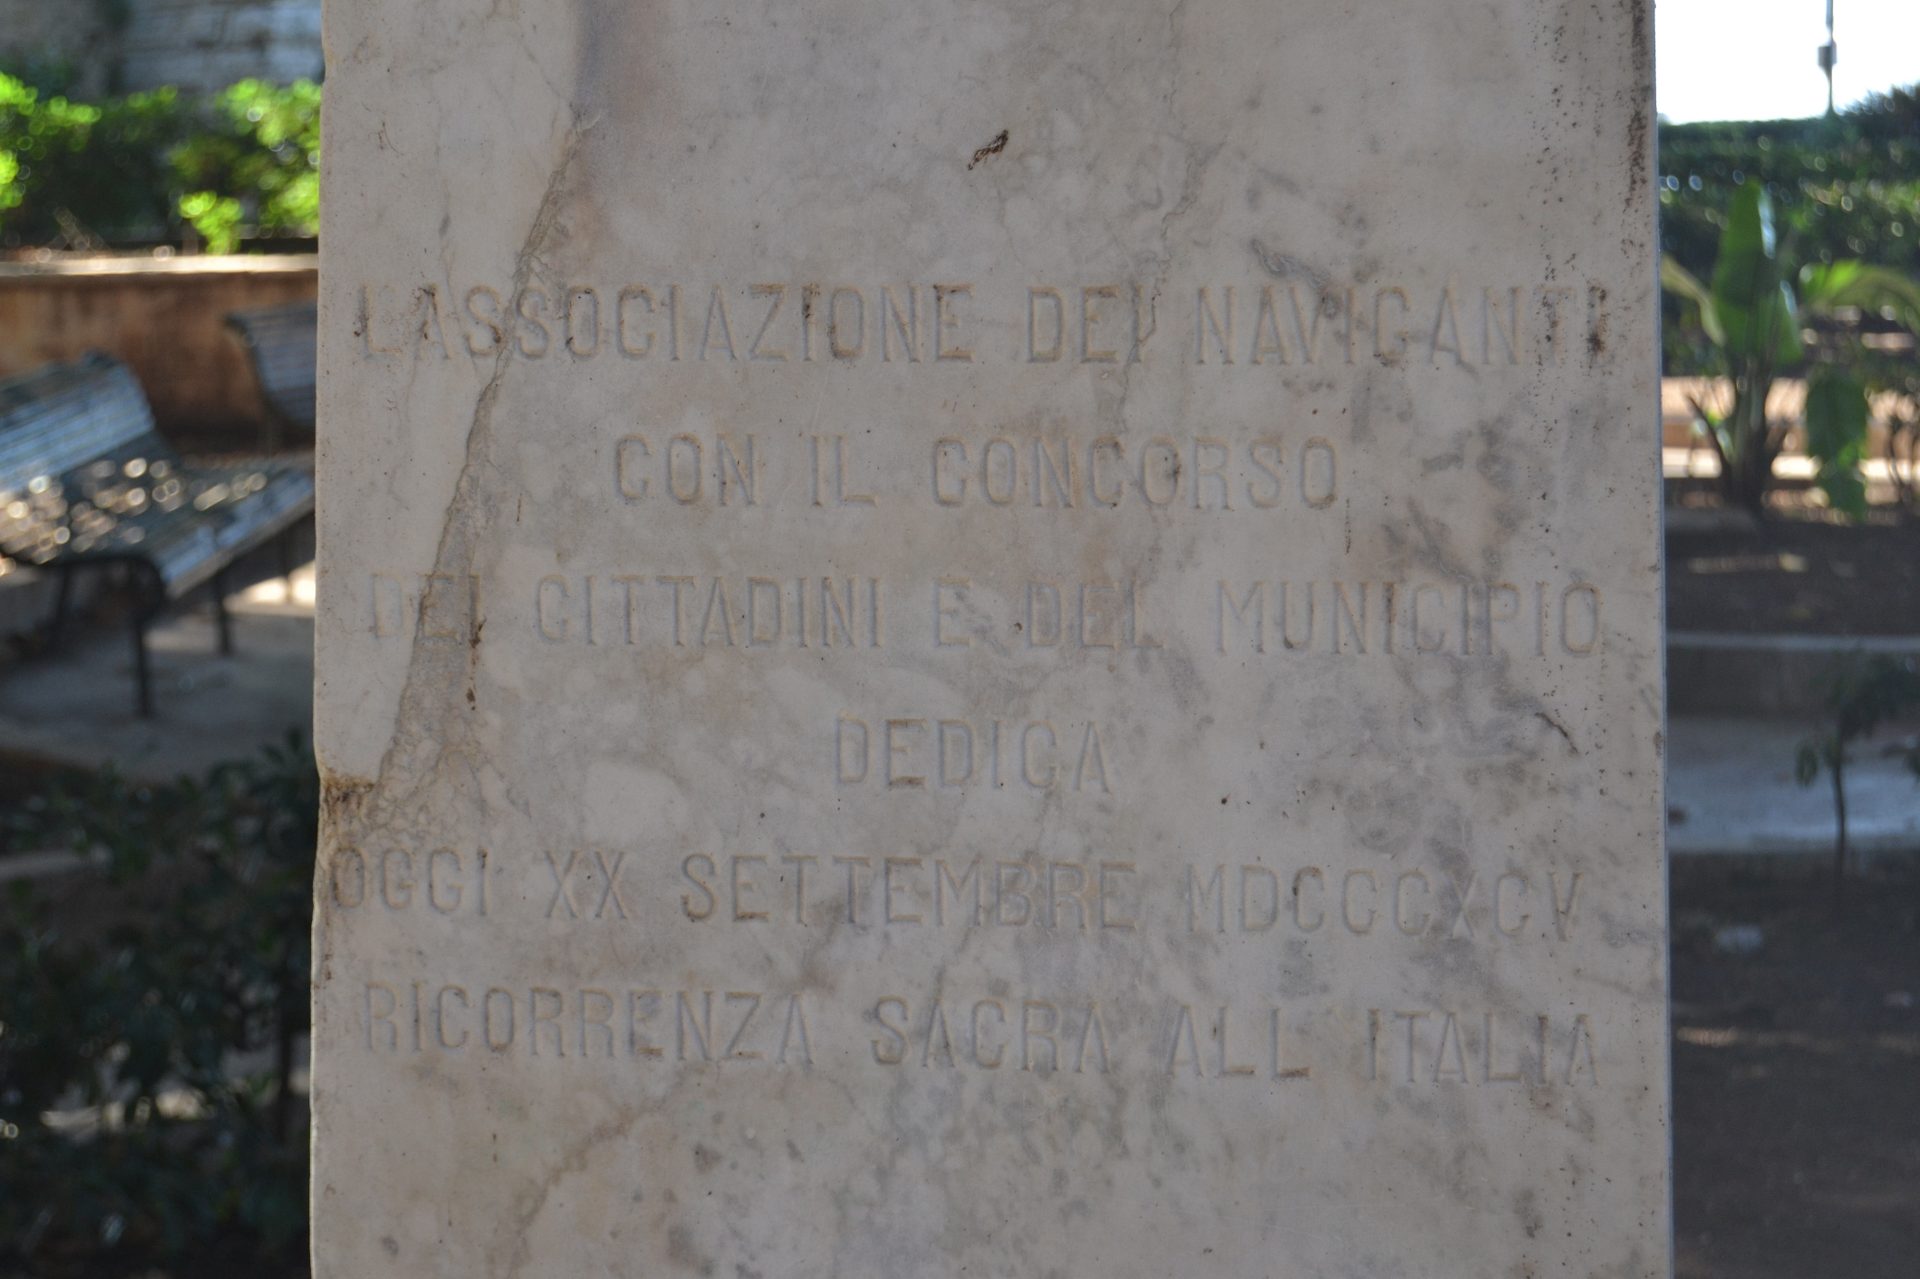 L'ASSOCIAZIONE DEI NAVIGANTI
CON IL CONCORSO
DEI CITTADINI E DEL MUNICIPIO
DEDICA
OGGI XX SETTEMBRE MDCCCXCV
RICORRENZA SACRA ALL'ITALIA